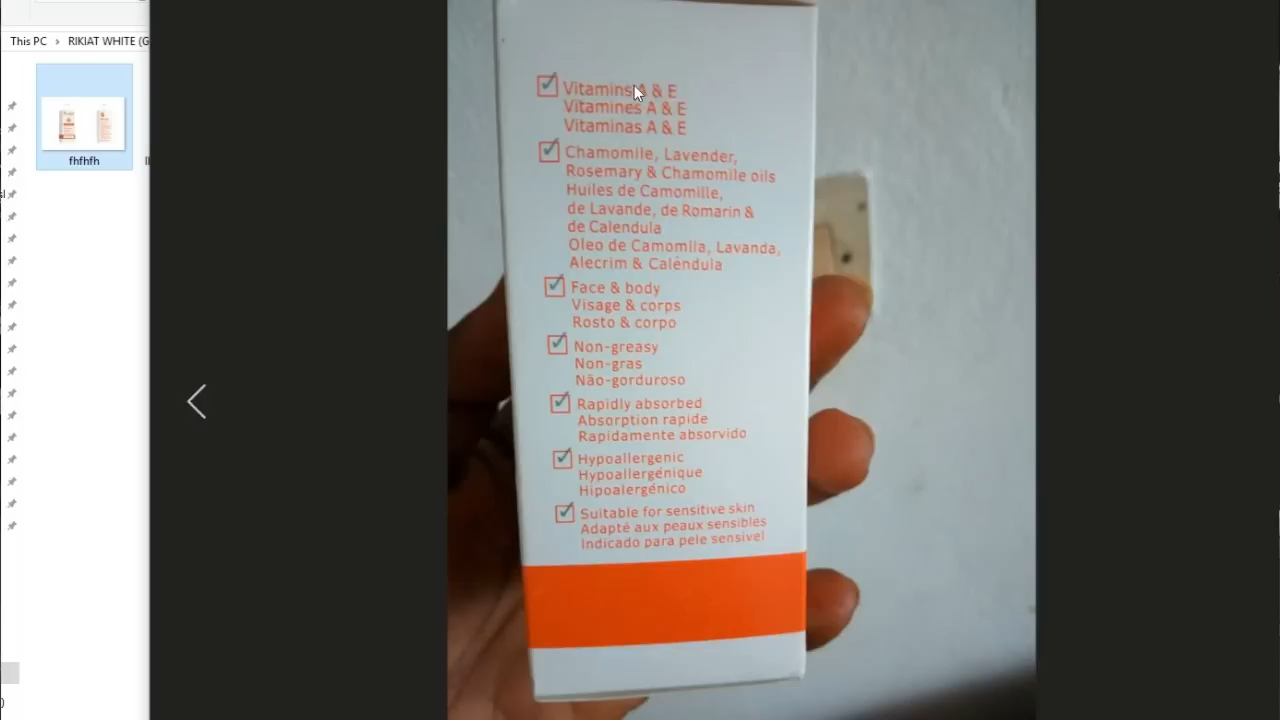 This PC > RIKIAT WHITE (G
fhfhfh
Vitamins A & E
Vitamines A & E
Vitaminas A & E
Chamomile, Lavender,
Rosemary & Chamomile oils
Huiles de Camomille,
de Lavande, de Romarin &
de Calendula
Oleo de Camomila, Lavanda,
Alecrim & Calêndula
Face & body
Visage & corps
Rosto & corpo
Non-greasy
Non-gras
Não-gorduroso
Rapidly absorbed
Absorption rapide
Rapidamente absorvido
Hypoallergenic
Hypoallergénique
Hipoalergénico
Suitable for sensitive skin
Adapté aux peaux sensibles
Indicado para pele sensivel